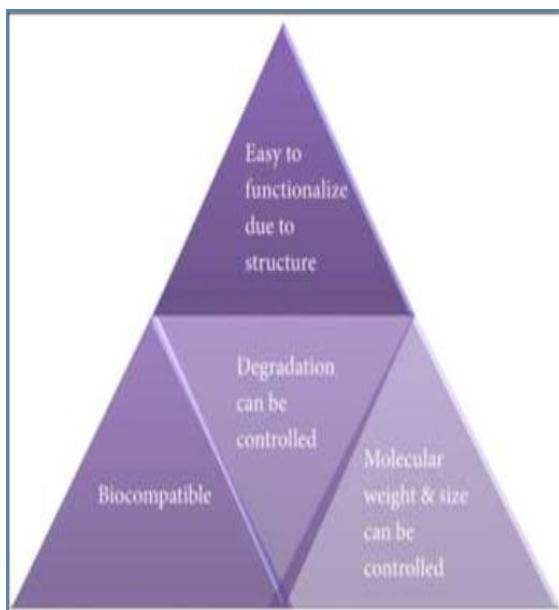 Easy to
functionalize
due to
structure
Degradation
can be
controlled
Biocompatible
Molecular
weight & size
can be
controlled